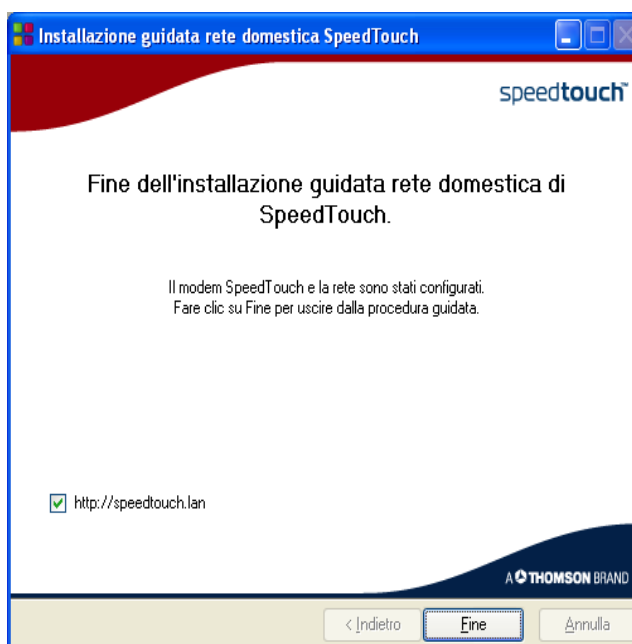 Installazione guidata rete domestica SpeedTouch
speedtouch™
Fine dell'installazione guidata rete domestica di
SpeedTouch.
Il modem SpeedTouch e la rete sono stati configurati.
Fare clic su Fine per uscire dalla procedura guidata.
http://speedtouch.lan
A THOMSON BRAND
< Indietro
Fine
Annulla